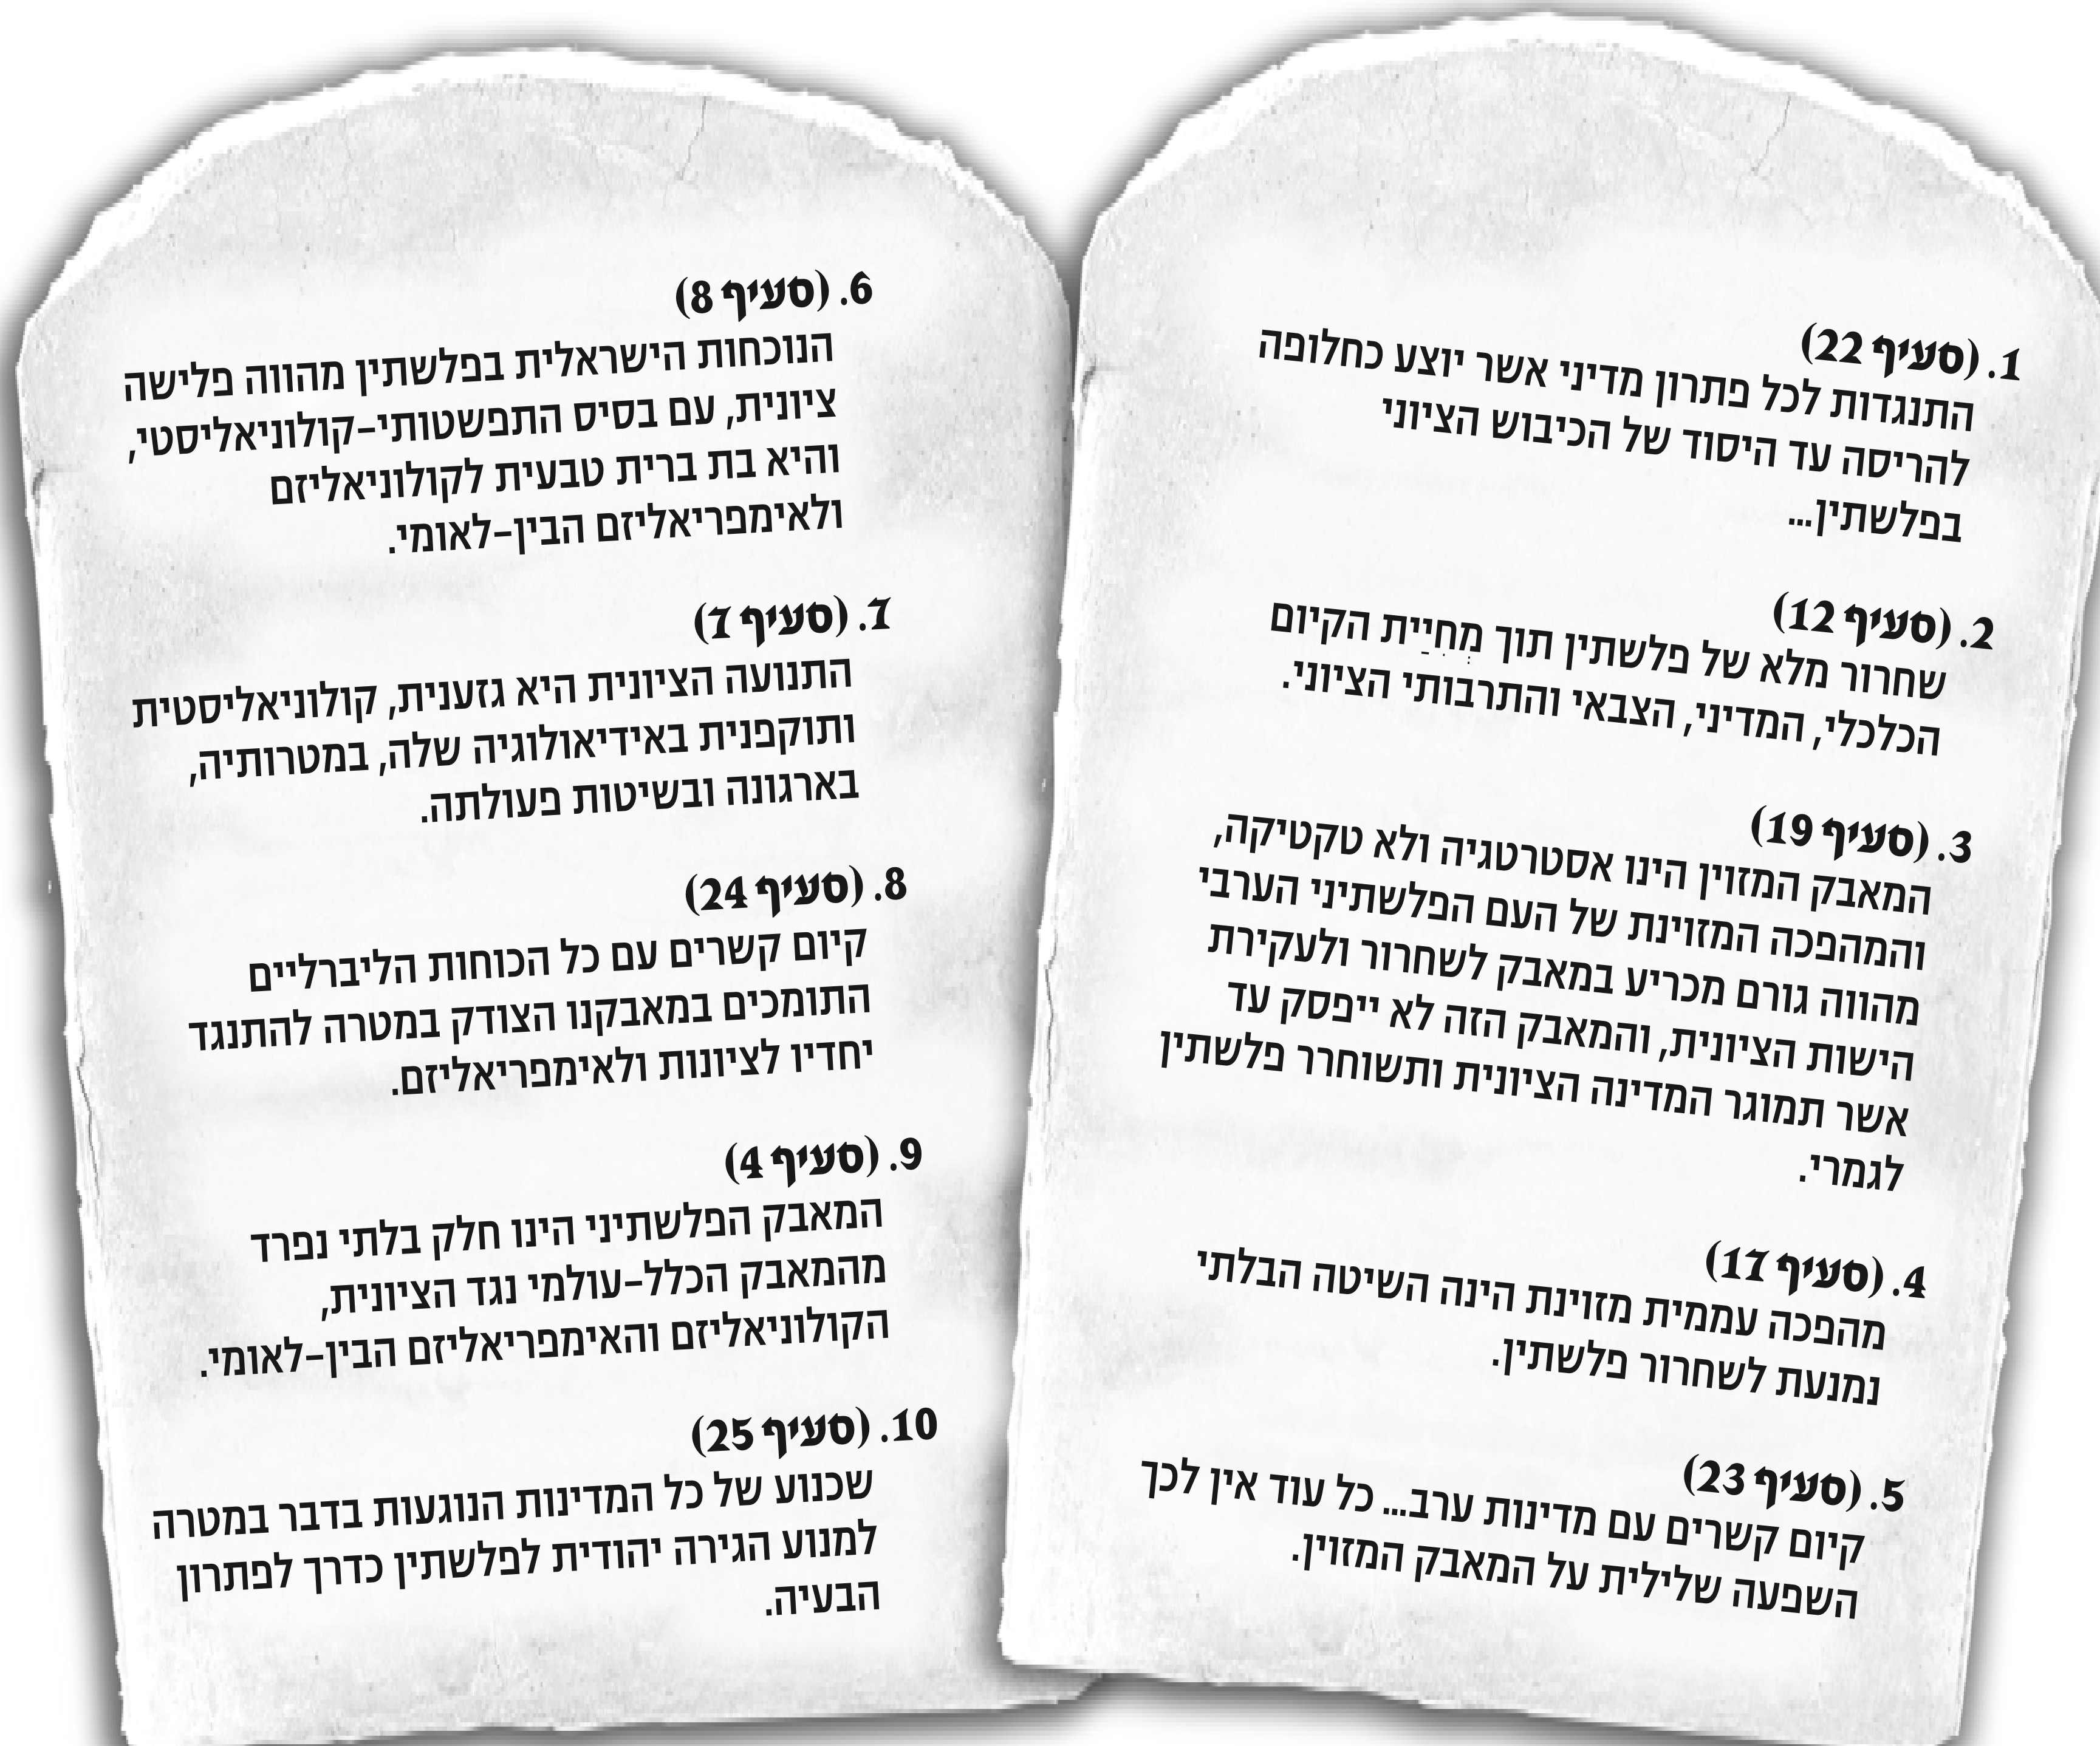 1. (סעיף 22)
התנגדות לכל פתרון מדיני אשר יוצע כחלופה
להריסה עד היסוד של הכיבוש הציוני
בפלשתין...
2. (סעיף 12)
שחרור מלא של פלשתין תוך מְחִיַית הקיום
הכלכלי, המדיני, הצבאי והתרבותי הציוני.
3. (סעיף 19)
המאבק המזוין הינו אסטרטגיה ולא טקטיקה,
והמהפכה המזוינת של העם הפלשתיני הערבי
מהווה גורם מכריע במאבק לשחרור ולעקירת
הישות הציונית, והמאבק הזה לא ייפסק עד
אשר תמוגר המדינה הציונית ותשוחרר פלשתין
לגמרי.
4. (סעיף 17)
מהפכה עממית מזוינת הינה השיטה הבלתי
נמנעת לשחרור פלשתין.
5. (סעיף 23)
קיום קשרים עם מדינות ערב... כל עוד אין לכך
השפעה שלילית על המאבק המזוין.
6. (סעיף 8)
הנוכחות הישראלית בפלשתין מהווה פלישה
ציונית, עם בסיס התפשטותי–קולוניאליסטי,
והיא בת ברית טבעית לקולוניאליזם
ולאימפריאליזם הבין–לאומי.
7. (סעיף 7)
התנועה הציונית היא גזענית, קולוניאליסטית
ותוקפנית באידיאולוגיה שלה, במטרותיה,
בארגונה ובשיטות פעולתה.
8. (סעיף 24)
קיום קשרים עם כל הכוחות הליברליים
התומכים במאבקנו הצודק במטרה להתנגד
יחדיו לציונות ולאימפריאליזם.
9. (סעיף 4)
המאבק הפלשתיני הינו חלק בלתי נפרד
מהמאבק הכלל–עולמי נגד הציונית,
הקולוניאליזם והאימפריאליזם הבין–לאומי.
10. (סעיף 25)
שכנוע של כל המדינות הנוגעות בדבר במטרה
למנוע הגירה יהודית לפלשתין כדרך לפתרון
הבעיה.